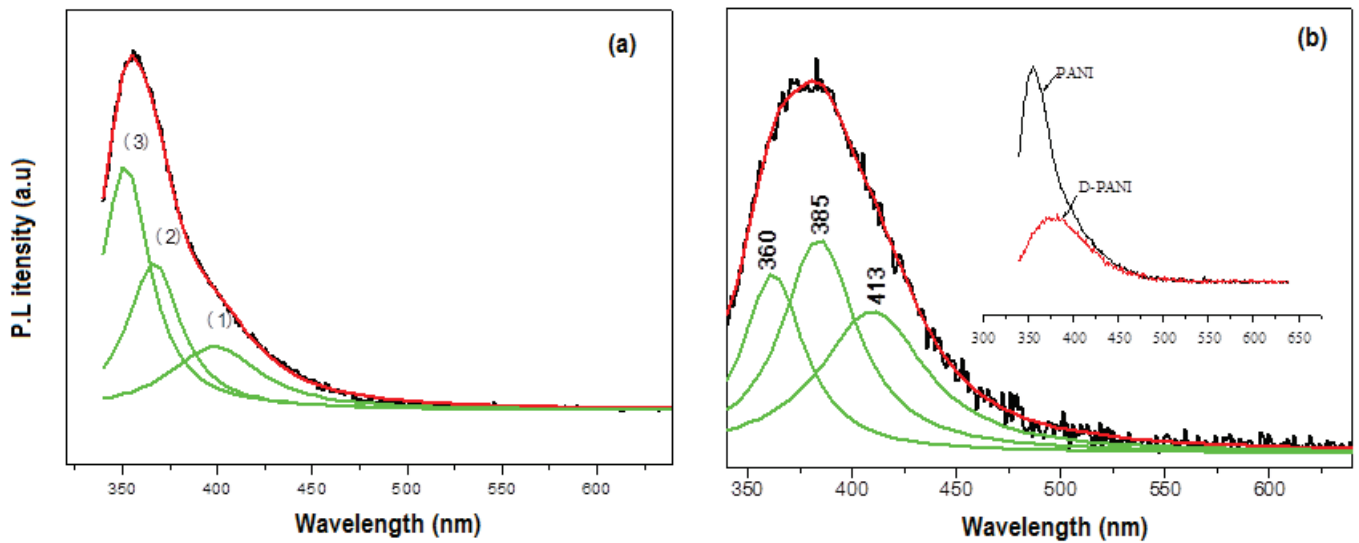 (a)
(3)
(2)
(1)
P.L itensity (a.u)
350 400 450 500 550 600
Wavelength (nm)
(b)
PANI
D-PANI
300 350 400 450 500 550 600 650
360
385
413
350 400 450 500 550 600
Wavelength (nm)